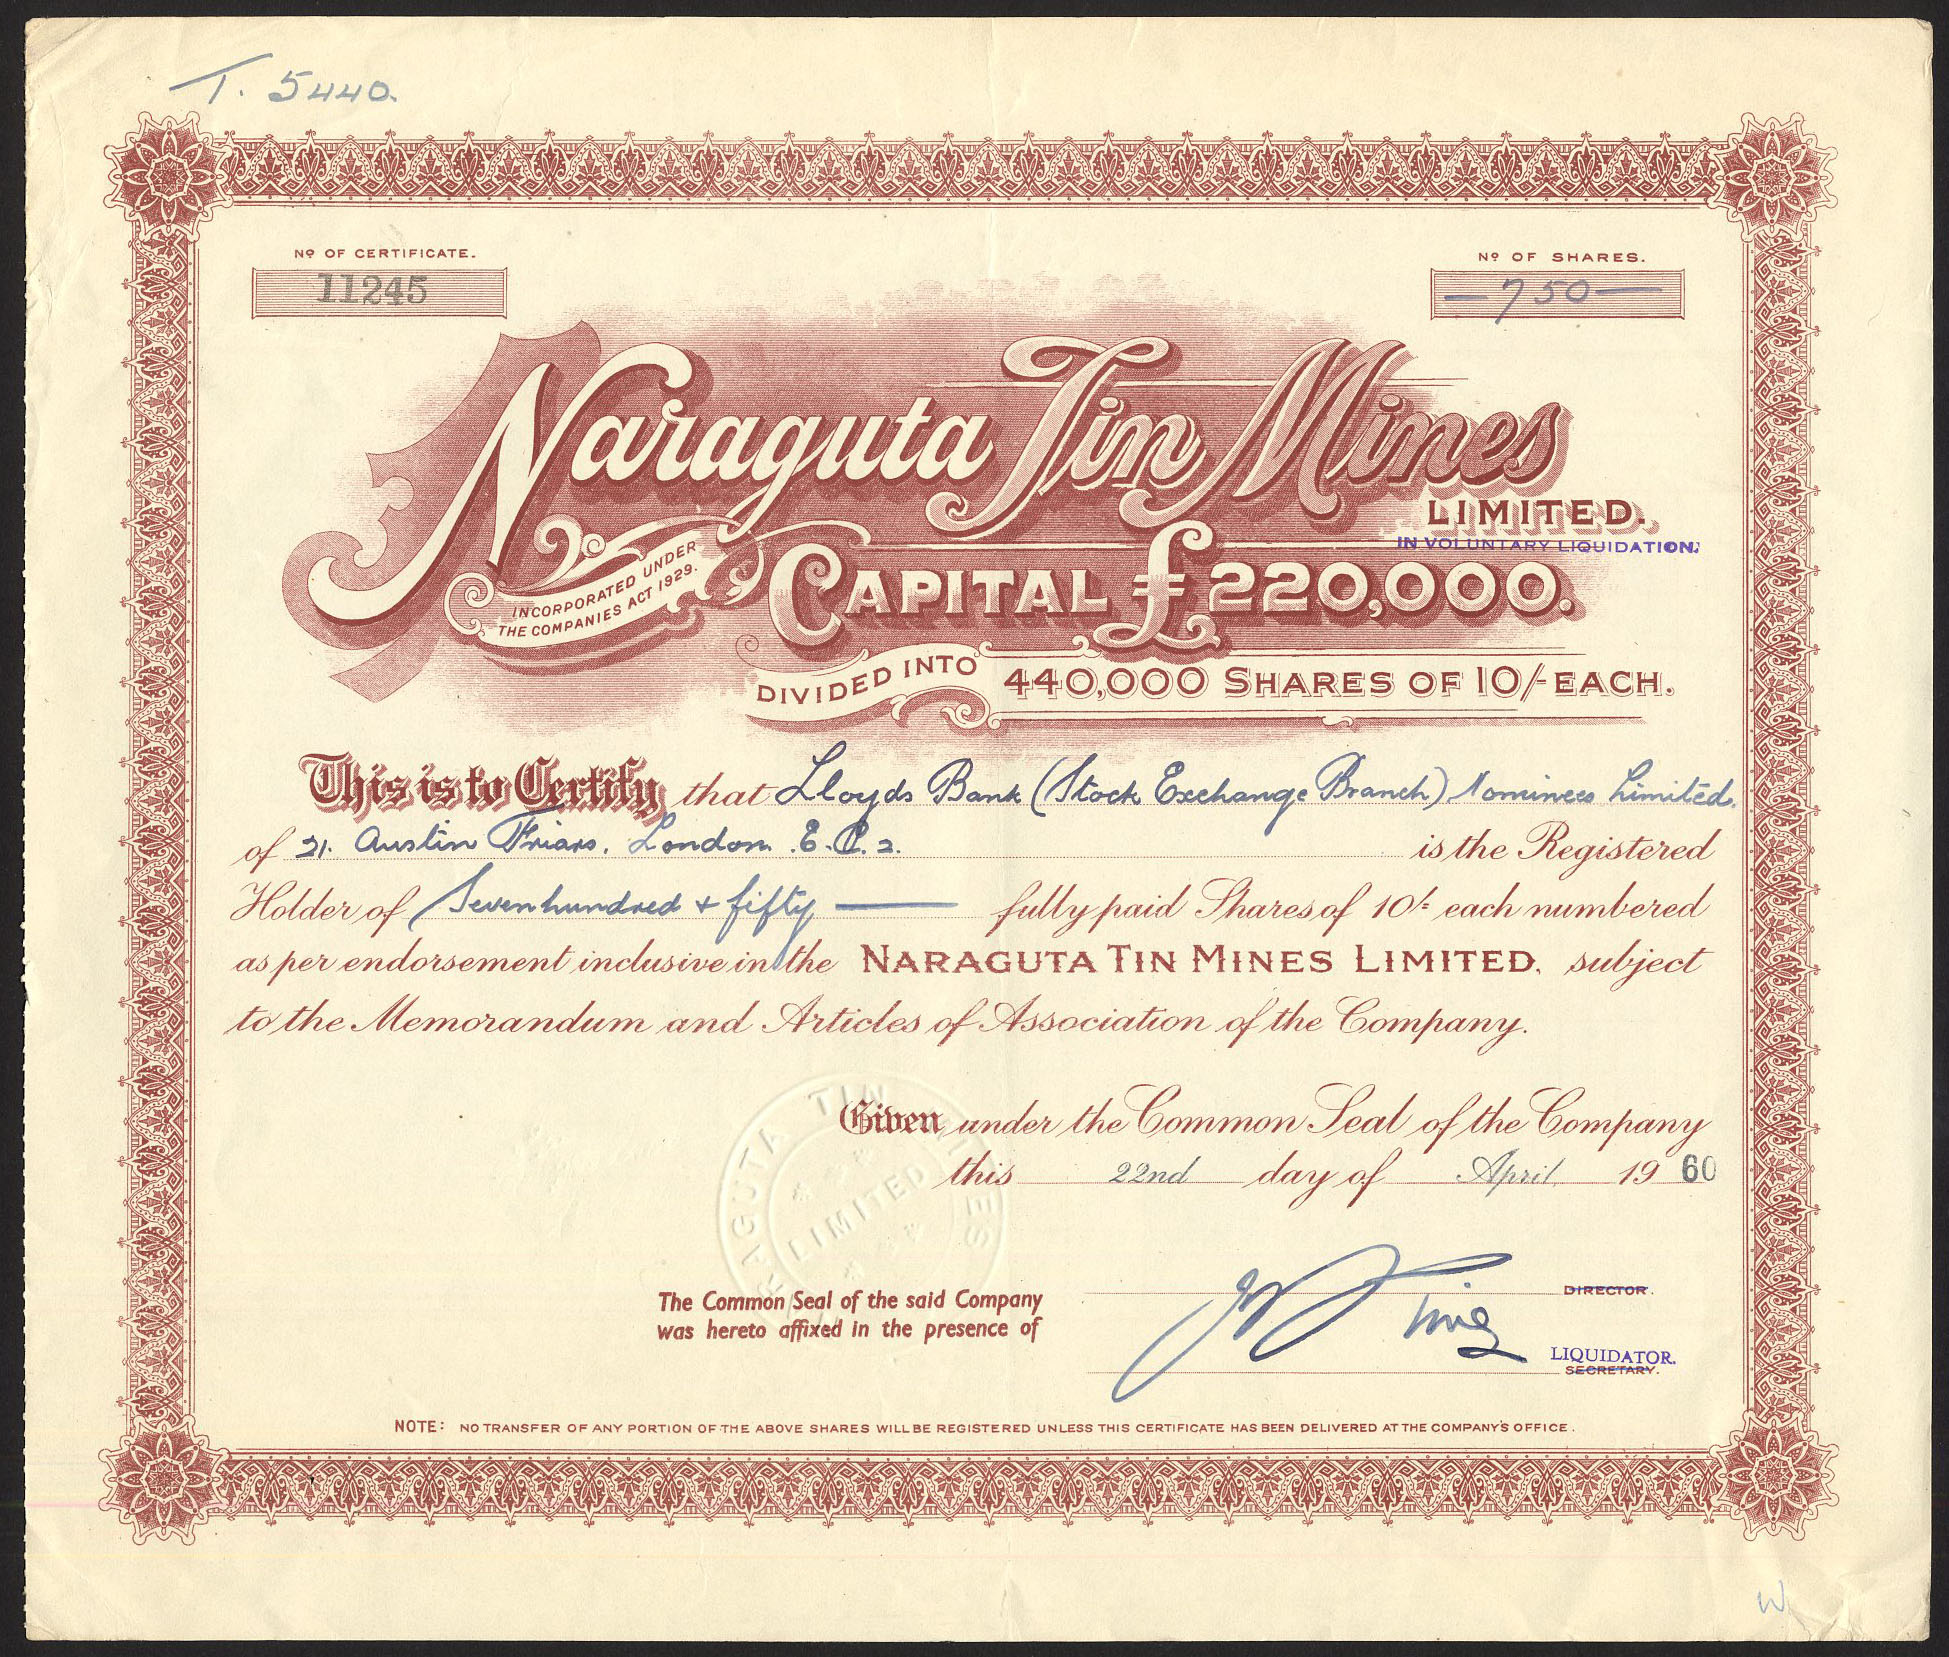 T. 5440.
Nº OF CERTIFICATE.
11245
Nº OF SHARES.
— 750 —
Naraguta Tin Mines
LIMITED.
IN VOLUNTARY LIQUIDATION.
INCORPORATED UNDER
THE COMPANIES ACT 1929.
CAPITAL £220,000.
DIVIDED INTO 440,000 SHARES OF 10/- EACH.
This is to Certify that Lloyds Bank (Stock Exchange Branch) Nominees Limited.
of 21. Austin Friars, London. E.C.2. is the Registered
Holder of Seven hundred & fifty — fully paid Shares of 10/- each numbered
as per endorsement inclusive in the NARAGUTA TIN MINES LIMITED, subject
to the Memorandum and Articles of Association of the Company.
Given under the Common Seal of the Company
this 22nd day of April 1960
NARAGUTA TIN MINES
LIMITED
The Common Seal of the said Company
was hereto affixed in the presence of
DIRECTOR.
LIQUIDATOR.
SECRETARY.
NOTE: NO TRANSFER OF ANY PORTION OF THE ABOVE SHARES WILL BE REGISTERED UNLESS THIS CERTIFICATE HAS BEEN DELIVERED AT THE COMPANY'S OFFICE.
W